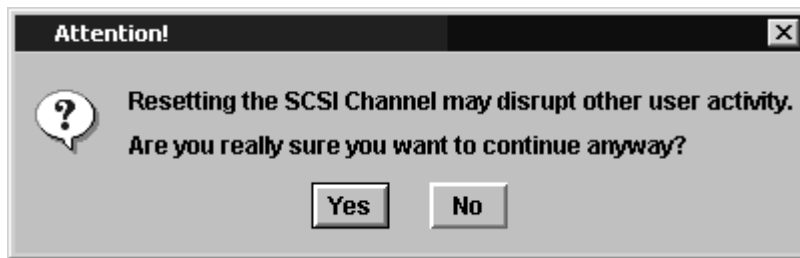 Attention!
Resetting the SCSI Channel may disrupt other user activity.
Are you really sure you want to continue anyway?
Yes No